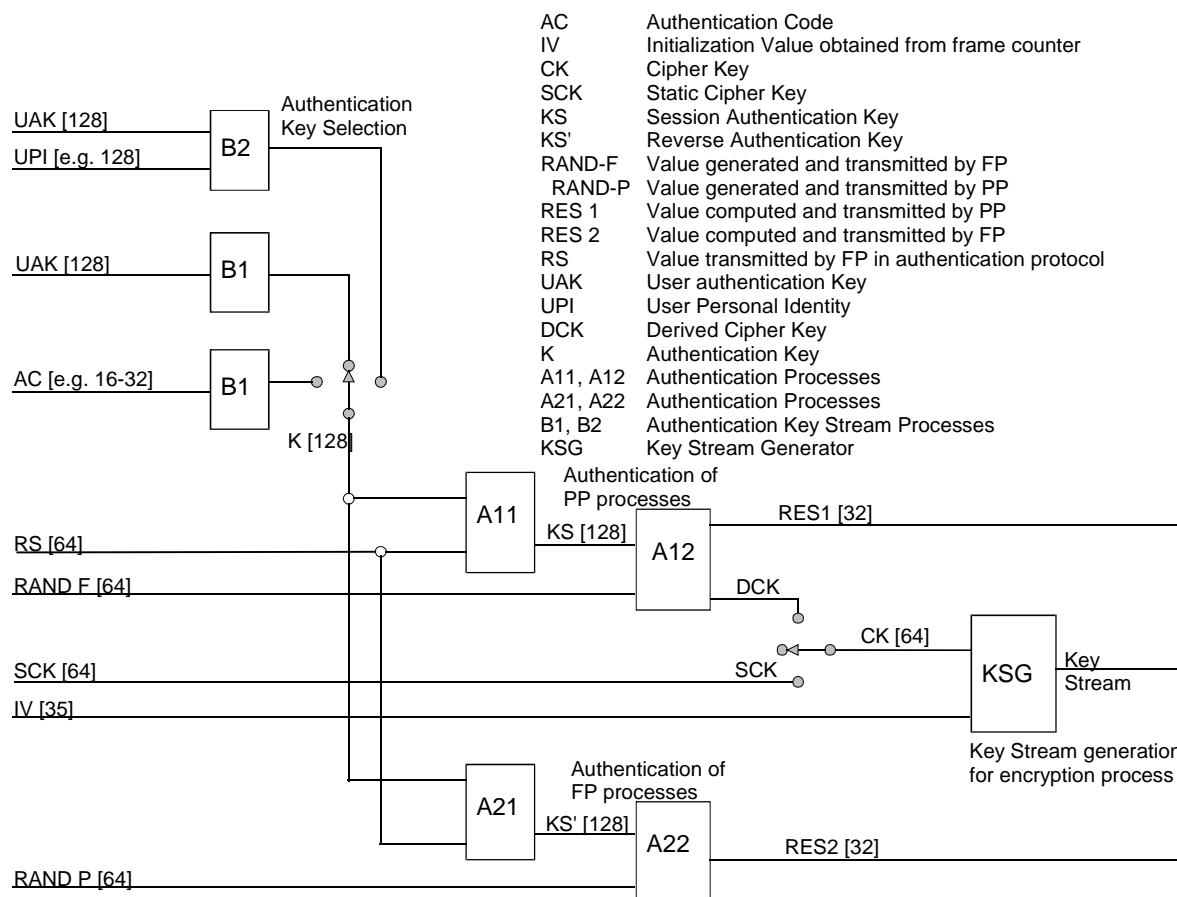 AC Authentication Code
IV Initialization Value obtained from frame counter
CK Cipher Key
SCK Static Cipher Key
KS Session Authentication Key
KS' Reverse Authentication Key
RAND-F Value generated and transmitted by FP
RAND-P Value generated and transmitted by PP
RES 1 Value computed and transmitted by PP
RES 2 Value computed and transmitted by FP
RS Value transmitted by FP in authentication protocol
UAK User authentication Key
UPI User Personal Identity
DCK Derived Cipher Key
K Authentication Key
A11, A12 Authentication Processes
A21, A22 Authentication Processes
B1, B2 Authentication Key Stream Processes
KSG Key Stream Generator
Authentication
Key Selection
UAK [128]
UPI [e.g. 128]
B2
UAK [128]
B1
AC [e.g. 16-32]
B1
K [128]
Authentication of
PP processes
A11
KS [128]
A12
RES1 [32]
RS [64]
RAND F [64]
DCK
CK [64]
SCK [64]
SCK
KSG
Key
Stream
IV [35]
Key Stream generation
for encryption process
Authentication of
FP processes
A21
KS' [128]
A22
RES2 [32]
RAND P [64]